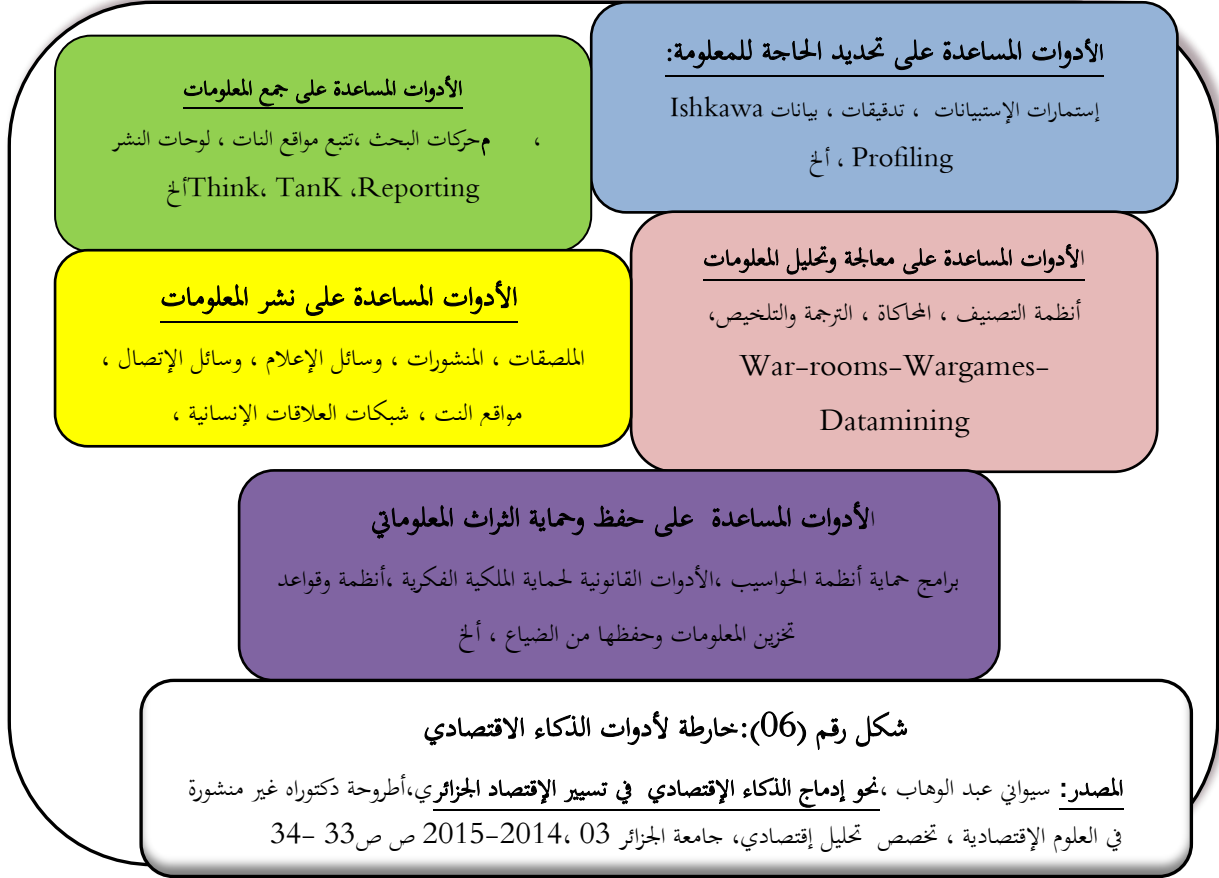 الأدوات المساعدة على تحديد الحاجة للمعلومة:
إستمارات الإستبيانات ، تدقيقات ، بيانات Ishkawa
Profiling ، ألخ
الأدوات المساعدة على جمع المعلومات
، محركات البحث ،تتبع مواقع النات ، لوحات النشر
Think، TanK ،Reportingألخ
الأدوات المساعدة على معالجة وتحليل المعلومات
أنظمة التصنيف ، المحاكاة ، الترجمة والتلخيص،
War-rooms-Wargames-
Datamining
الأدوات المساعدة على نشر المعلومات
الملصقات ، المنشورات ، وسائل الإعلام ، وسائل الإتصال ،
مواقع النت ، شبكات العلاقات الإنسانية ،
الأدوات المساعدة على حفظ وحماية الثراث المعلوماتي
برامج حماية أنظمة الحواسيب ،الأدوات القانونية لحماية الملكية الفكرية ،أنظمة وقواعد
تخزين المعلومات وحفظها من الضياع ، ألخ
شكل رقم (06):خارطة لأدوات الذكاء الاقتصادي
المصدر: سيواني عبد الوهاب ،نحو إدماج الذكاء الإقتصادي في تسيير الإقتصاد الجزائري،أطروحة دكتوراه غير منشورة
في العلوم الإقتصادية ، تخصص تحليل إقتصادي، جامعة الجزائر 03 ،2014-2015 ص ص33 -34